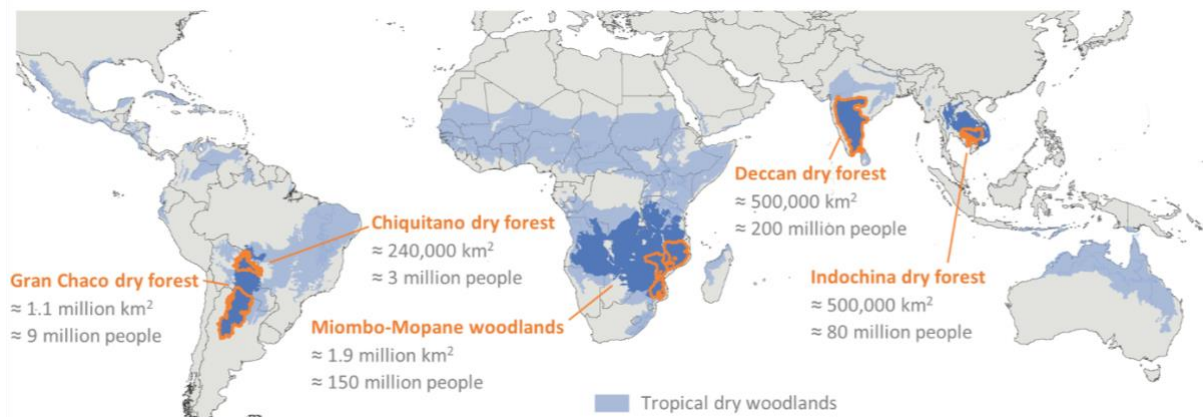 Chiquitano dry forest
≈ 240,000 km²
≈ 3 million people
Gran Chaco dry forest
≈ 1.1 million km²
≈ 9 million people
Miombo-Mopane woodlands
≈ 1.9 million km²
≈ 150 million people
Deccan dry forest
≈ 500,000 km²
≈ 200 million people
Indochina dry forest
≈ 500,000 km²
≈ 80 million people
Tropical dry woodlands